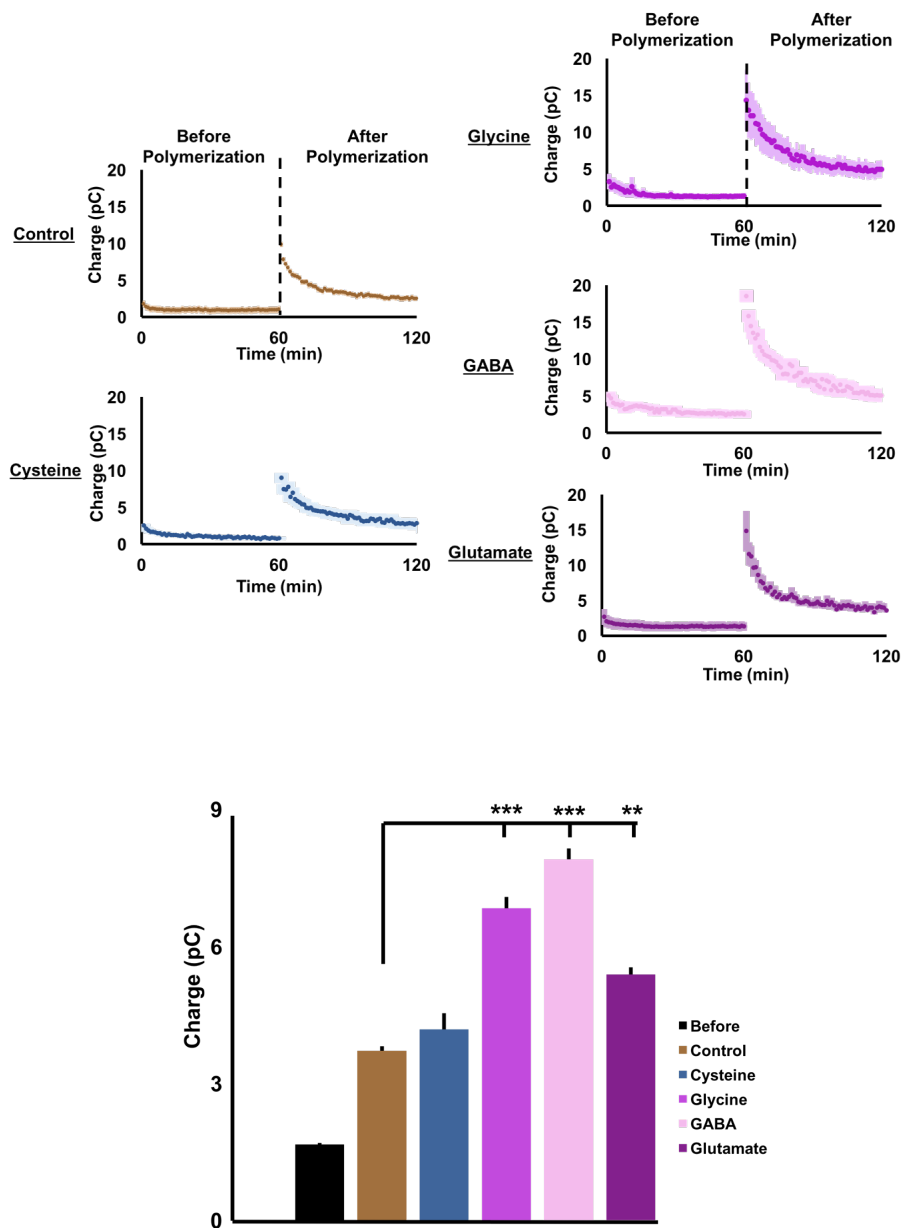 Before
Polymerization
After
Polymerization
Control
Charge (pC)
20
15
10
5
0
0
60
120
Time (min)
Cysteine
Charge (pC)
20
15
10
5
0
0
60
120
Time (min)
Before
Polymerization
After
Polymerization
Glycine
Charge (pC)
20
15
10
5
0
0
60
120
Time (min)
GABA
Charge (pC)
20
15
10
5
0
0
60
120
Time (min)
Glutamate
Charge (pC)
20
15
10
5
0
0
60
120
Time (min)
Charge (pC)
9
6
3
0
*** *** **
Before
Control
Cysteine
Glycine
GABA
Glutamate